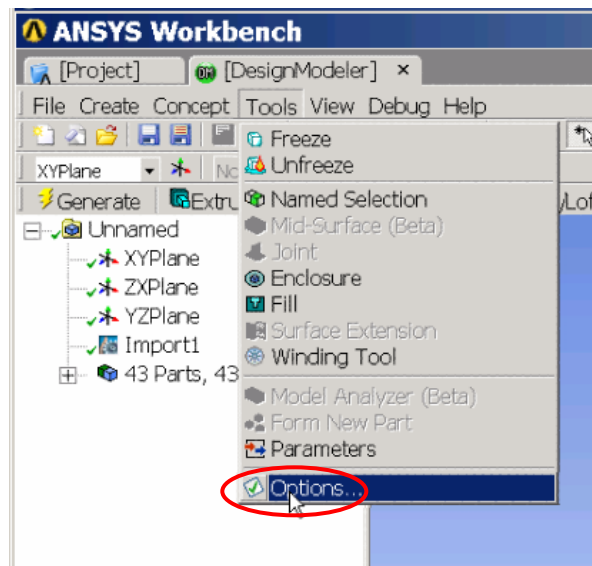 ANSYS Workbench
[Project] [DesignModeler] ×
File Create Concept Tools View Debug Help
XYPlane
Generate Extru
Unnamed
XYPlane
ZXPlane
YZPlane
Import1
43 Parts, 43
Freeze
Unfreeze
Named Selection
Mid-Surface (Beta)
Joint
Enclosure
Fill
Surface Extension
Winding Tool
Model Analyzer (Beta)
Form New Part
Parameters
Options...